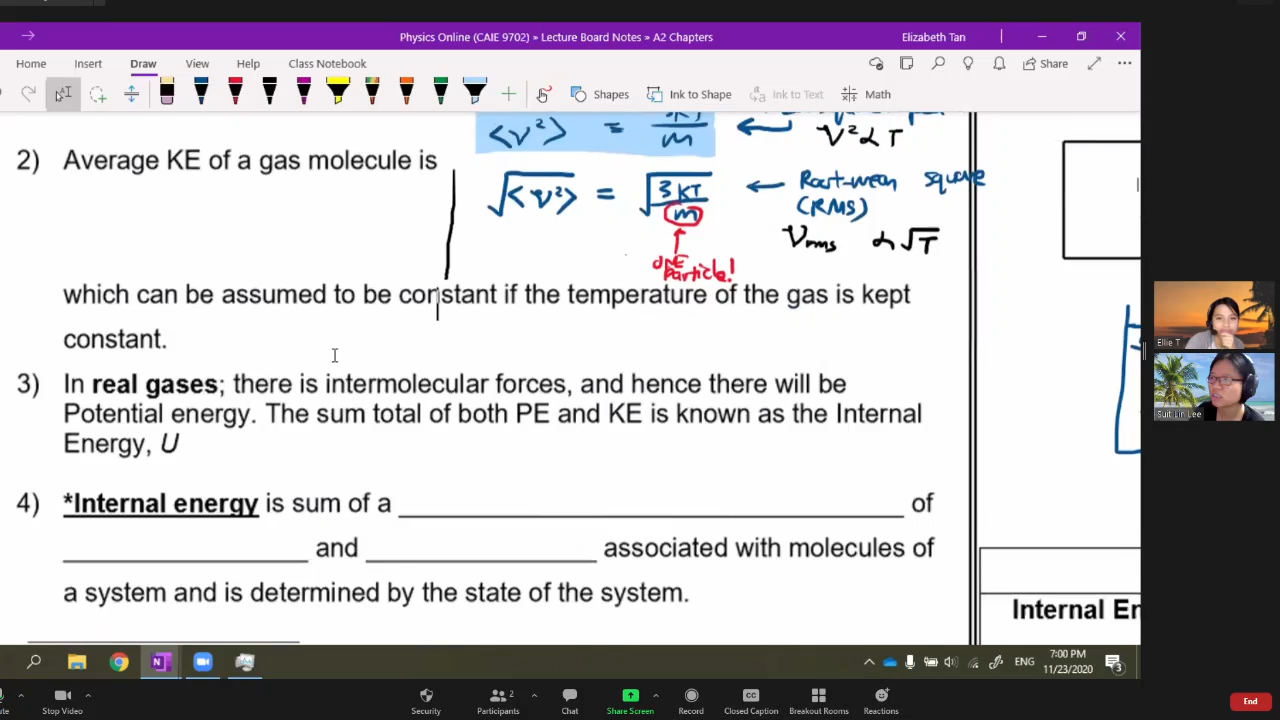 Physics Online (CAIE 9702) » Lecture Board Notes » A2 Chapters
Elizabeth Tan
Home Insert Draw View Help Class Notebook
Share
Shapes Ink to Shape Ink to Text Math
<v²> = m
V² α T
2) Average KE of a gas molecule is
√<v²> = √3KT/m ← Root-mean square
(RMS)
Vrms α √T
ONE
Particle!
which can be assumed to be constant if the temperature of the gas is kept
constant.
3) In real gases; there is intermolecular forces, and hence there will be
Potential energy. The sum total of both PE and KE is known as the Internal
Energy, U
4) *Internal energy is sum of a of
and associated with molecules of
a system and is determined by the state of the system.
Internal En
Ellie T
Suit Lin Lee
ENG
7:00 PM
11/23/2020
3
Stop Video
Security
Participants 2
Chat
Share Screen
Record
Closed Caption
Breakout Rooms
Reactions
End